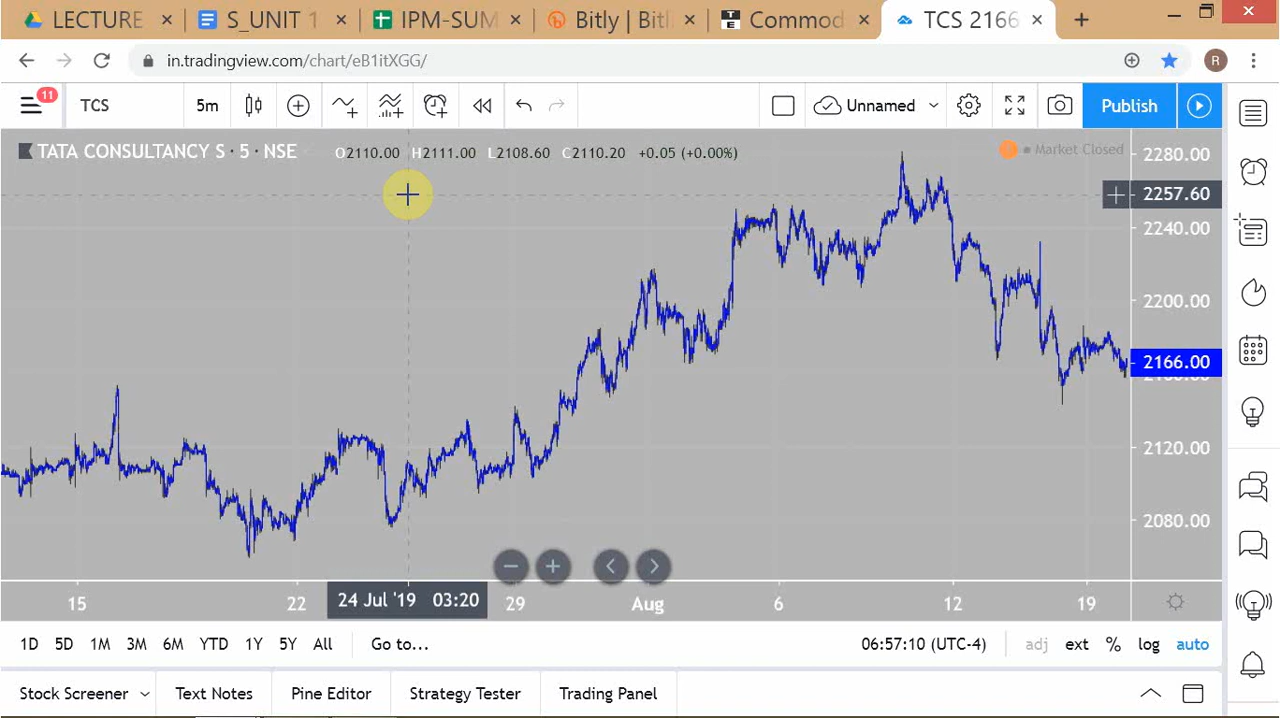 LECTURE
S_UNIT 1
IPM-SUM
Bitly | Bitl
Commod
TCS 2166
in.tradingview.com/chart/eB1itXGG/
R
11
TCS
5m
Unnamed
Publish
TATA CONSULTANCY S · 5 · NSE
O2110.00 H2111.00 L2108.60 C2110.20 +0.05 (+0.00%)
Market Closed
2280.00
2257.60
2240.00
2200.00
2166.00
2120.00
2080.00
15
22
24 Jul '19 03:20
29
Aug
6
12
19
1D 5D 1M 3M 6M YTD 1Y 5Y All
Go to...
06:57:10 (UTC-4)
adj ext % log auto
Stock Screener
Text Notes
Pine Editor
Strategy Tester
Trading Panel